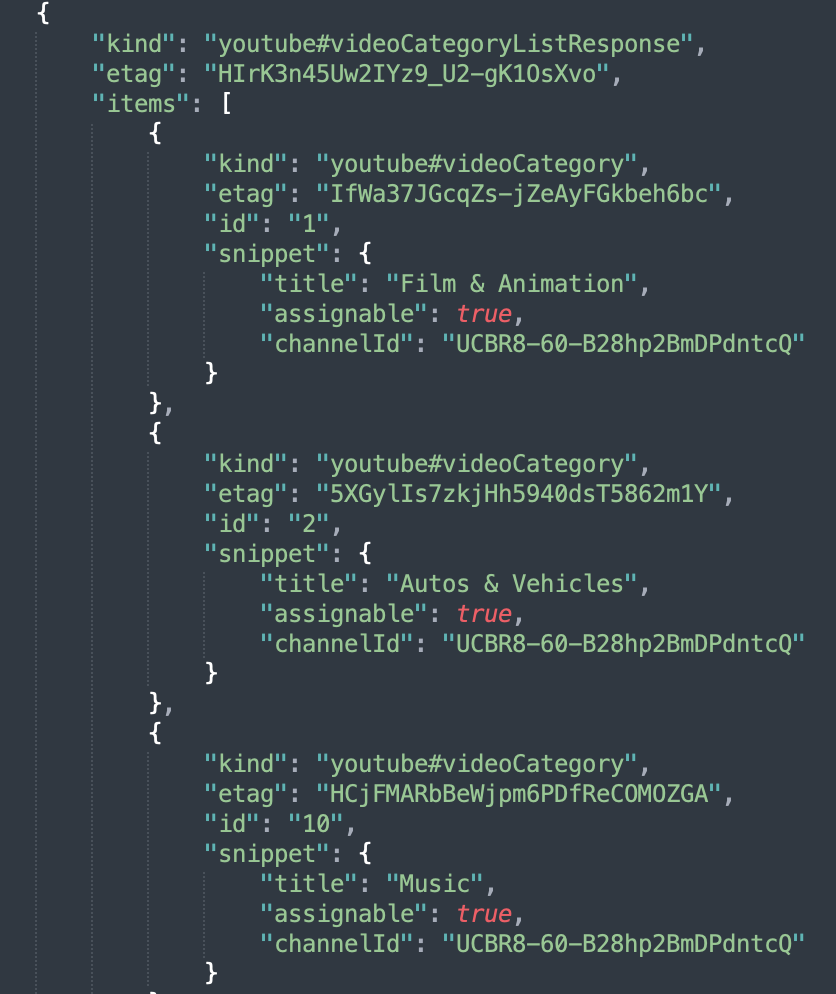 {
"kind": "youtube#videoCategoryListResponse",
"etag": "HIrK3n45Uw2IYz9_U2-gK1OsXvo",
"items": [
{
"kind": "youtube#videoCategory",
"etag": "IfWa37JGcqZs-jZeAyFGkbeh6bc",
"id": "1",
"snippet": {
"title": "Film & Animation",
"assignable": true,
"channelId": "UCBR8-60-B28hp2BmDPdntcQ"
}
},
{
"kind": "youtube#videoCategory",
"etag": "5XGylIs7zkjHh5940dsT5862m1Y",
"id": "2",
"snippet": {
"title": "Autos & Vehicles",
"assignable": true,
"channelId": "UCBR8-60-B28hp2BmDPdntcQ"
}
},
{
"kind": "youtube#videoCategory",
"etag": "HCjFMARbBeWjpm6PDfReCOMOZGA",
"id": "10",
"snippet": {
"title": "Music",
"assignable": true,
"channelId": "UCBR8-60-B28hp2BmDPdntcQ"
}